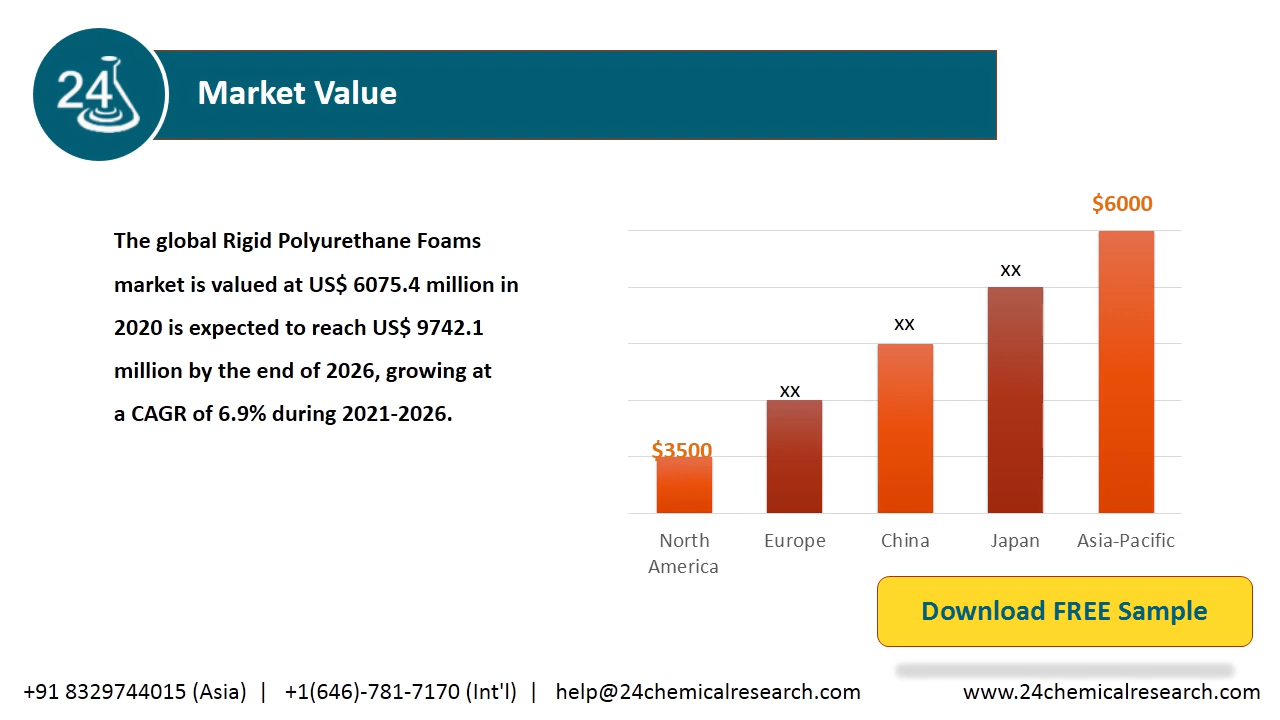 24
Market Value
The global Rigid Polyurethane Foams
market is valued at US$ 6075.4 million in
2020 is expected to reach US$ 9742.1
million by the end of 2026, growing at
a CAGR of 6.9% during 2021-2026.
$6000
xx
xx
xx
$3500
North
America
Europe
China
Japan
Asia-Pacific
Download FREE Sample
+91 8329744015 (Asia) | +1(646)-781-7170 (Int'l) | help@24chemicalresearch.com
www.24chemicalresearch.com